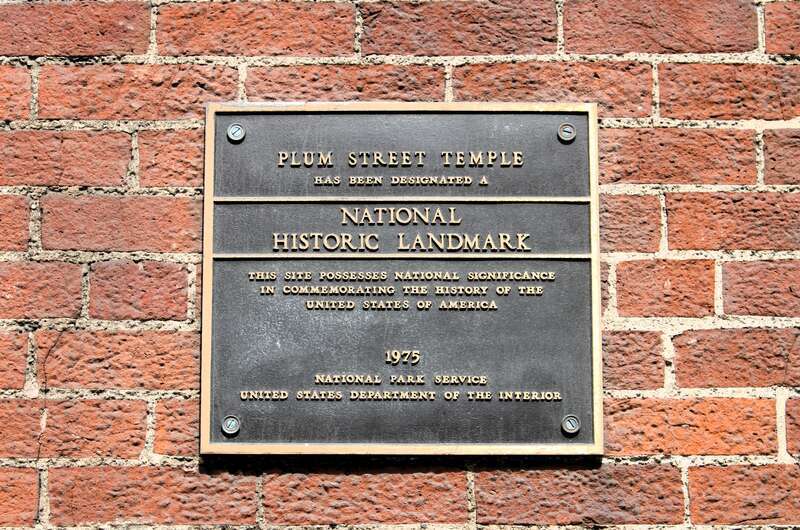 PLUM STREET TEMPLE
HAS BEEN DESIGNATED A
NATIONAL
HISTORIC LANDMARK
THIS SITE POSSESSES NATIONAL SIGNIFICANCE
IN COMMEMORATING THE HISTORY OF THE
UNITED STATES OF AMERICA
1975
NATIONAL PARK SERVICE
UNITED STATES DEPARTMENT OF THE INTERIOR